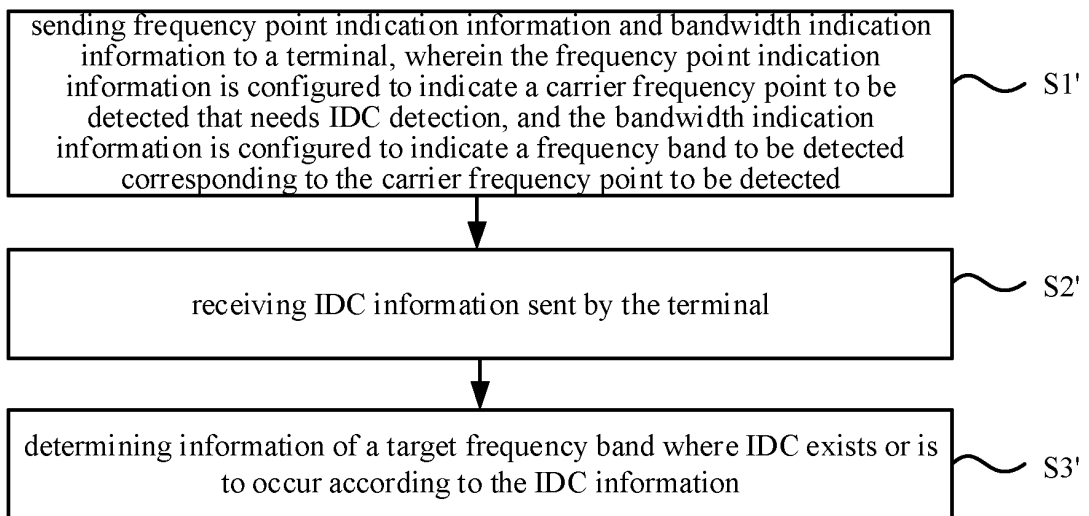 sending frequency point indication information and bandwidth indication
information to a terminal, wherein the frequency point indication
information is configured to indicate a carrier frequency point to be
detected that needs IDC detection, and the bandwidth indication
information is configured to indicate a frequency band to be detected
corresponding to the carrier frequency point to be detected
S1'
receiving IDC information sent by the terminal
S2'
determining information of a target frequency band where IDC exists or is
to occur according to the IDC information
S3'